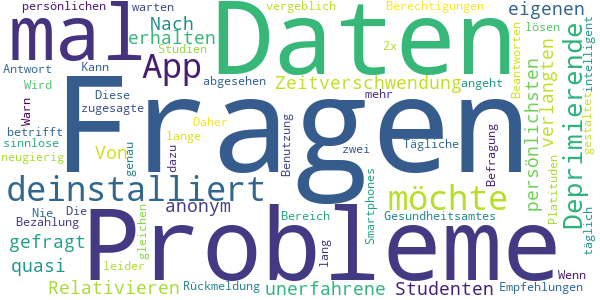 persönlichen
warten
vergeblich
Berechtigungen
eigenen
mal
Daten
Nach
erhalten
Studien
2x
lösen
intelligent
Antwort
Kann
App
abgesehen
Zeitverschwendung
angeht
Beantworten
Verlangten
Deprimierende
gestaltet
Wird
Diese
zugesagte
mehr
persönlichsten
Warn
Fragen
betrifft
Daher
sinnlose
lange
neugierig
Von
genau
dazu
Benutzung
zwei
Tägliche
Befragung
Platitüden
täglich
deinstalliert
möchte
Nie
Die
anonym
Bereich
Gesundheitsamtes
Bezahlung
gleichen
Probleme
lang
Smartphones
gefragt
quasi
leider
Wenn
Relativieren
Rückmeldung
unerfahrene
Studenten
Empfehlungen